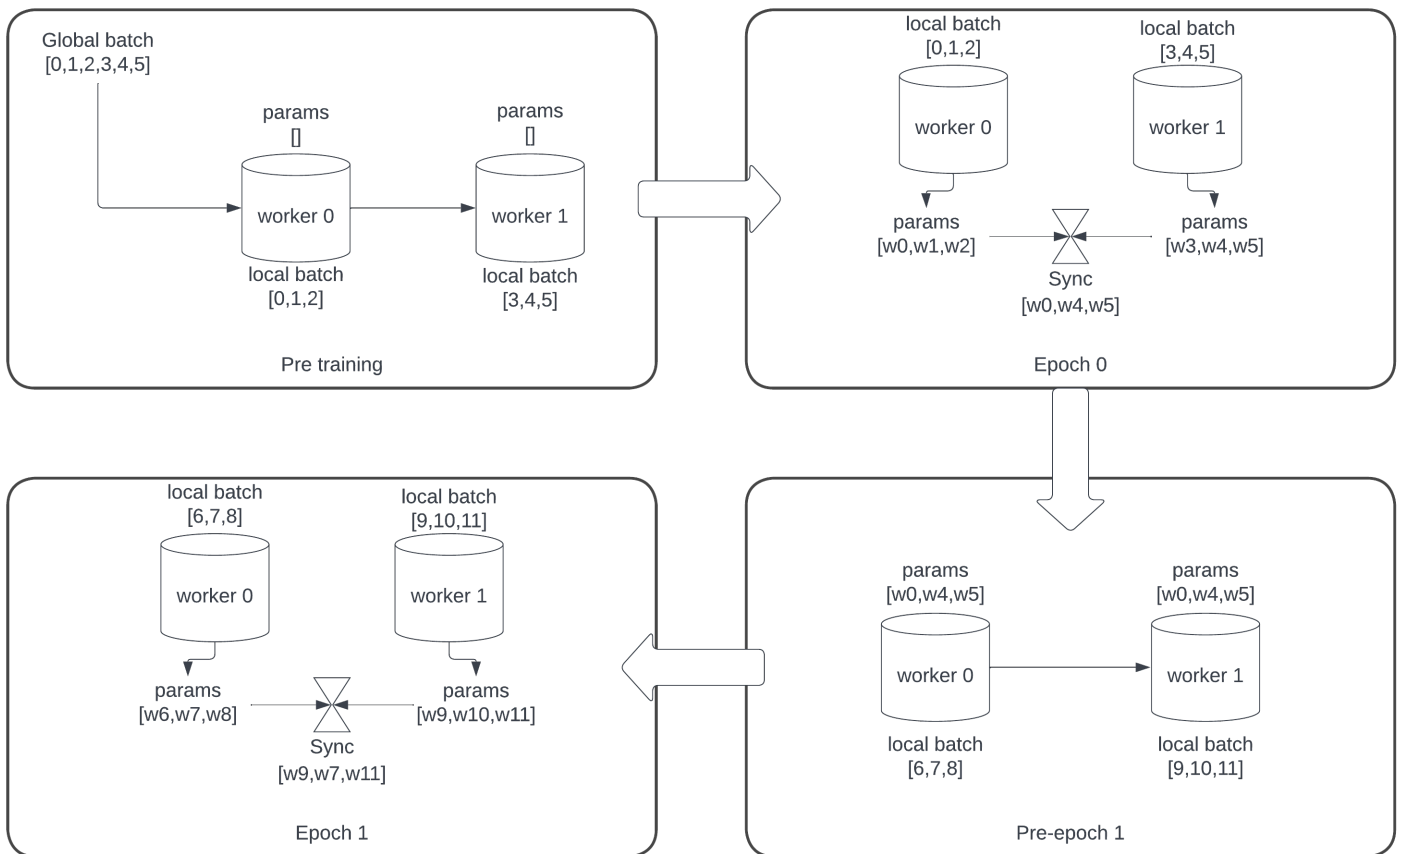 Global batch
[0,1,2,3,4,5]
params
[]
params
[]
worker 0
worker 1
local batch
[0,1,2]
local batch
[3,4,5]
Pre training
local batch
[0,1,2]
local batch
[3,4,5]
worker 0
worker 1
params
[w0,w1,w2]
params
[w3,w4,w5]
Sync
[w0,w4,w5]
Epoch 0
params
[w0,w4,w5]
params
[w0,w4,w5]
worker 0
worker 1
local batch
[6,7,8]
local batch
[9,10,11]
Pre-epoch 1
local batch
[6,7,8]
local batch
[9,10,11]
worker 0
worker 1
params
[w6,w7,w8]
params
[w9,w10,w11]
Sync
[w9,w7,w11]
Epoch 1